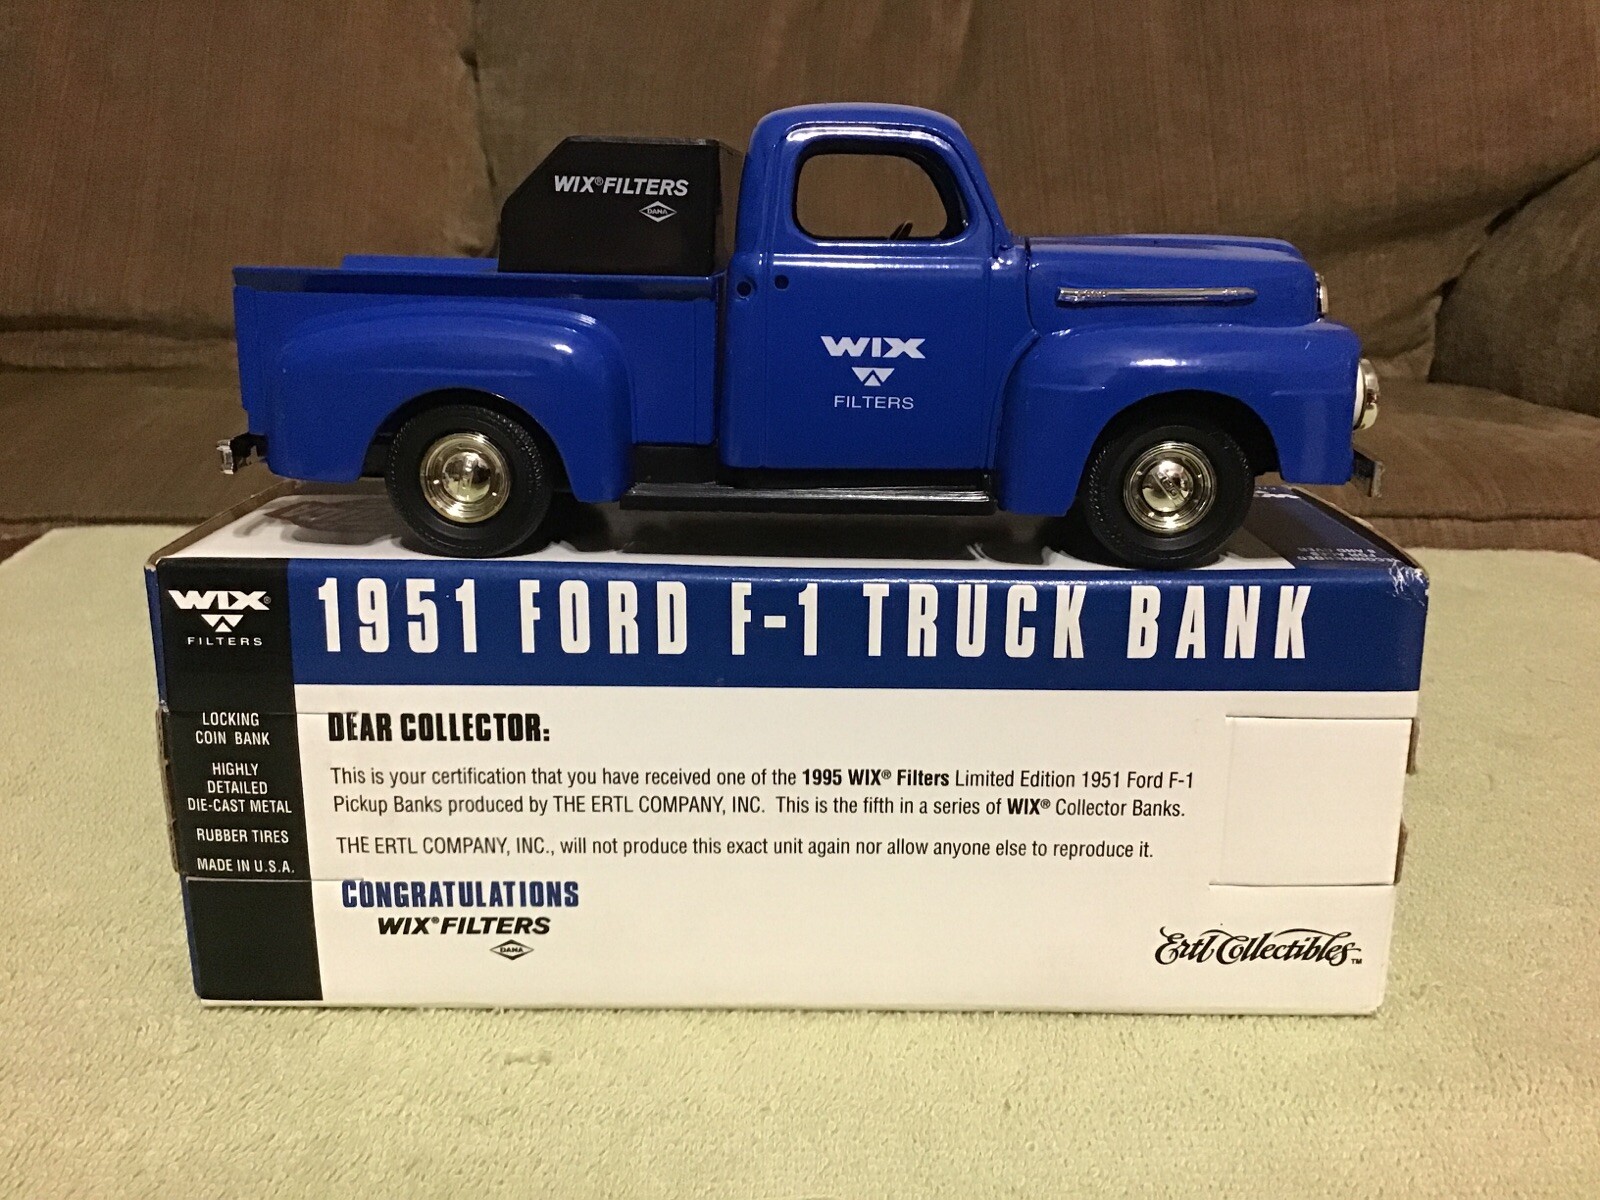 WIX®FILTERS
DANA
WIX
FILTERS
WIX®
FILTERS
1951 FORD F-1 TRUCK BANK
LOCKING
COIN BANK
HIGHLY
DETAILED
DIE-CAST METAL
RUBBER TIRES
MADE IN U.S.A.
DEAR COLLECTOR:
This is your certification that you have received one of the 1995 WIX® Filters Limited Edition 1951 Ford F-1
Pickup Banks produced by THE ERTL COMPANY, INC. This is the fifth in a series of WIX® Collector Banks.
THE ERTL COMPANY, INC., will not produce this exact unit again nor allow anyone else to reproduce it.
CONGRATULATIONS
WIX®FILTERS
DANA
Ertl Collectibles™